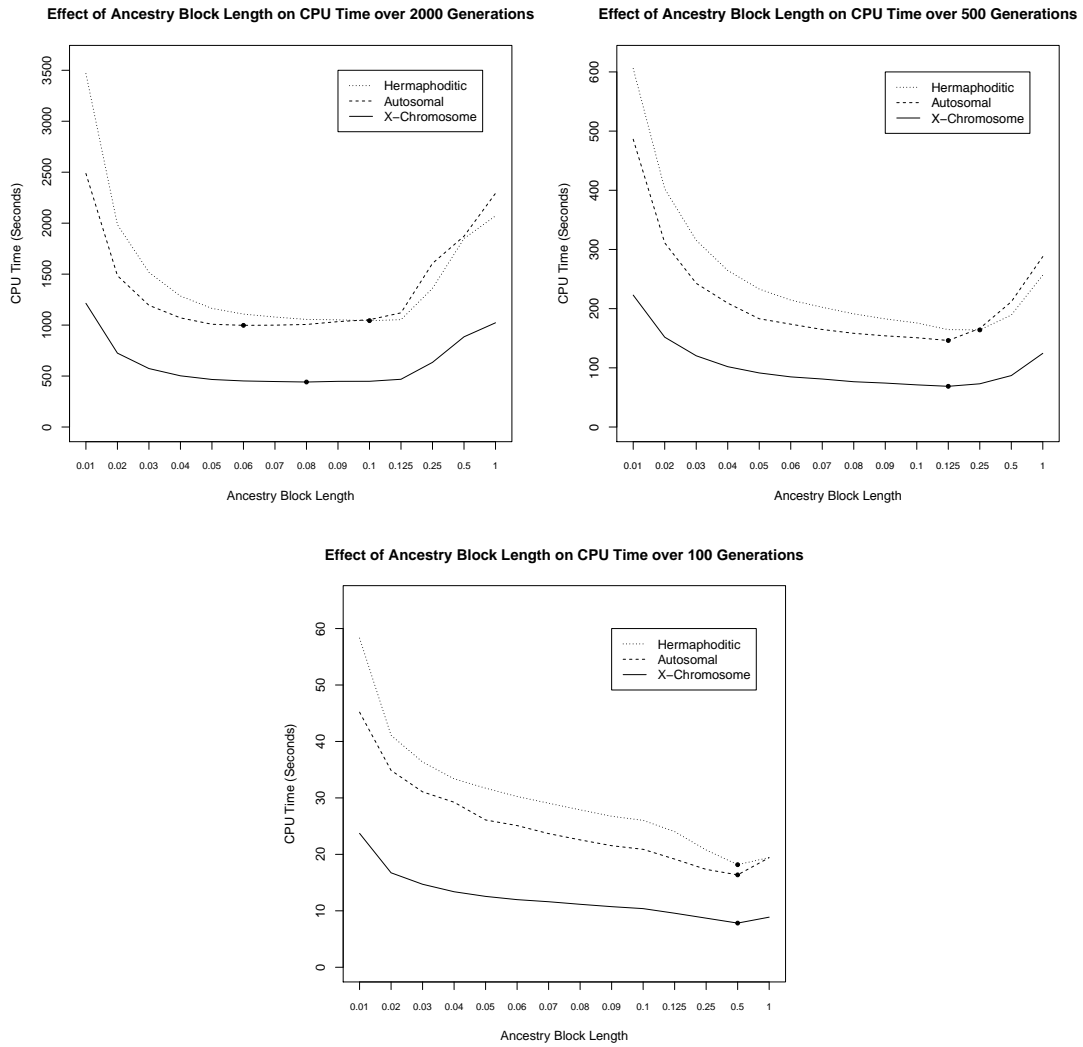 Effect of Ancestry Block Length on CPU Time over 2000 Generations
CPU Time (Seconds)
3500
3000
2500
2000
1500
1000
500
0
Hermaphoditic
Autosomal
X−Chromosome
0.01 0.02 0.03 0.04 0.05 0.06 0.07 0.08 0.09 0.1 0.125 0.25 0.5 1
Ancestry Block Length
Effect of Ancestry Block Length on CPU Time over 500 Generations
CPU Time (Seconds)
600
500
400
300
200
100
0
Hermaphoditic
Autosomal
X−Chromosome
0.01 0.02 0.03 0.04 0.05 0.06 0.07 0.08 0.09 0.1 0.125 0.25 0.5 1
Ancestry Block Length
Effect of Ancestry Block Length on CPU Time over 100 Generations
CPU Time (Seconds)
60
50
40
30
20
10
0
Hermaphoditic
Autosomal
X−Chromosome
0.01 0.02 0.03 0.04 0.05 0.06 0.07 0.08 0.09 0.1 0.125 0.25 0.5 1
Ancestry Block Length